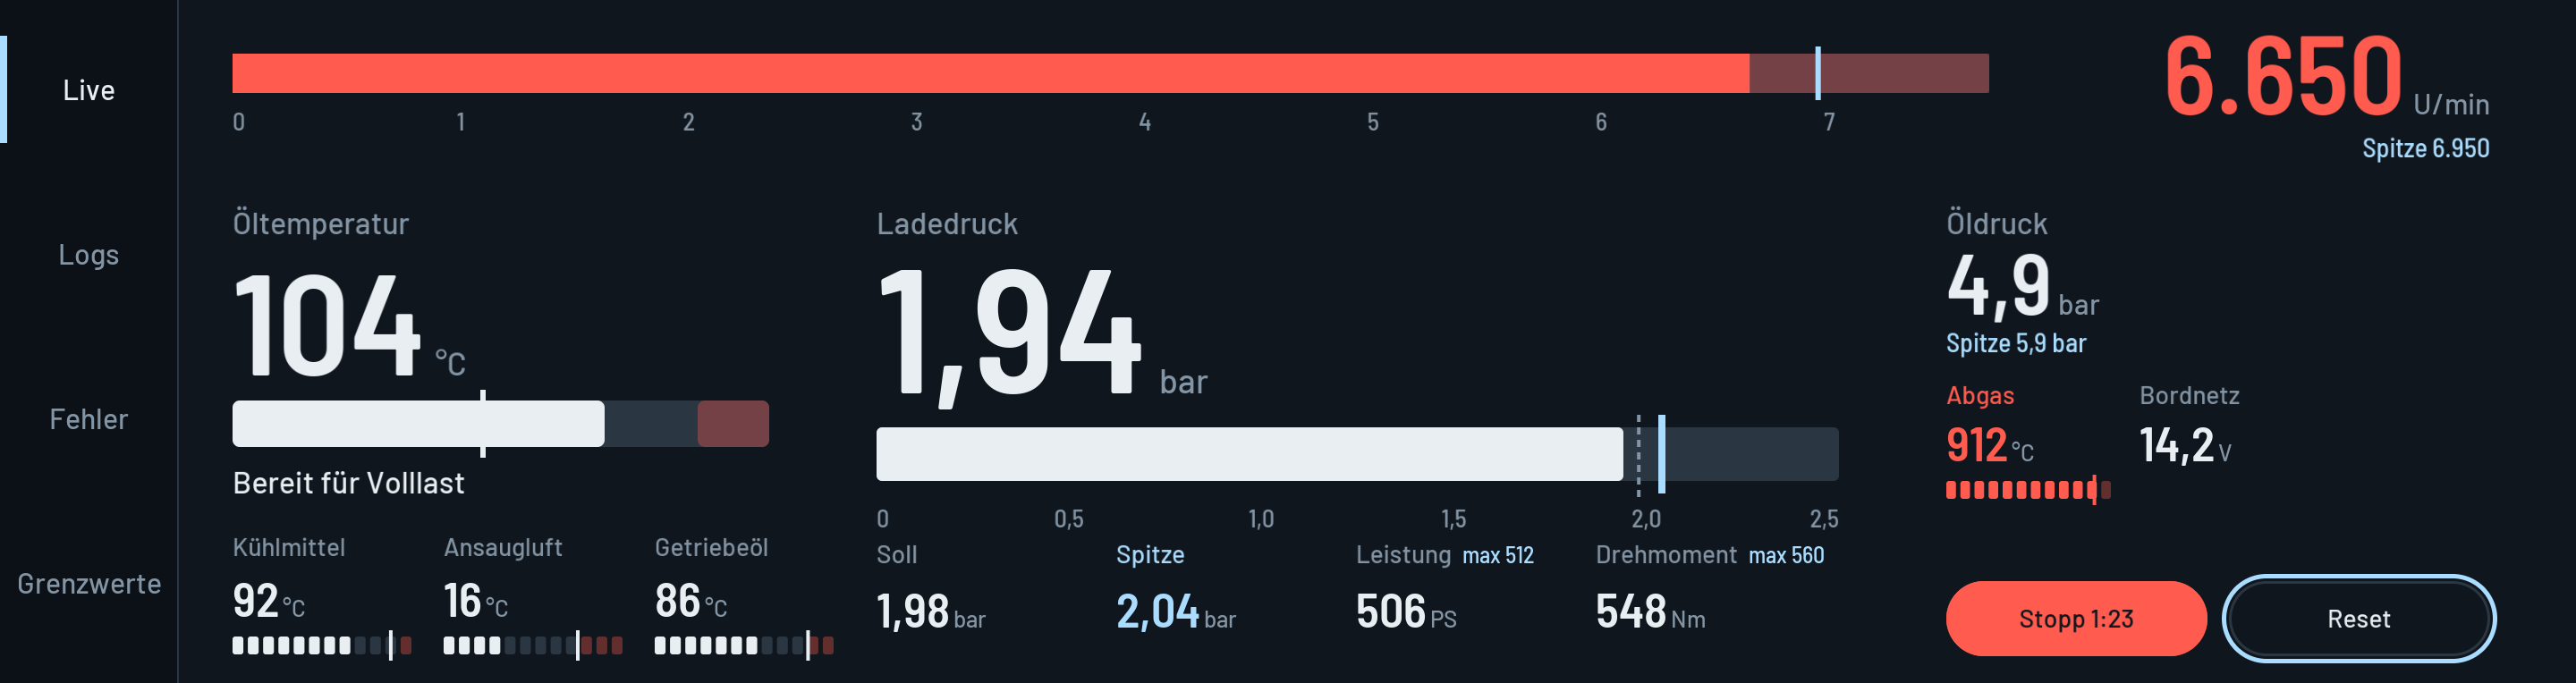 Live
Logs
Fehler
Grenzwerte
0 1 2 3 4 5 6 7
6.650 U/min
Spitze 6.950
Öltemperatur
104 °C
Bereit für Volllast
Kühlmittel
92 °C
Ansaugluft
16 °C
Getriebeöl
86 °C
Ladedruck
1,94 bar
0 0,5 1,0 1,5 2,0 2,5
Soll
1,98 bar
Spitze
2,04 bar
Leistung max 512
506 PS
Drehmoment max 560
548 Nm
Öldruck
4,9 bar
Spitze 5,9 bar
Abgas
912 °C
Bordnetz
14,2 V
Stopp 1:23
Reset